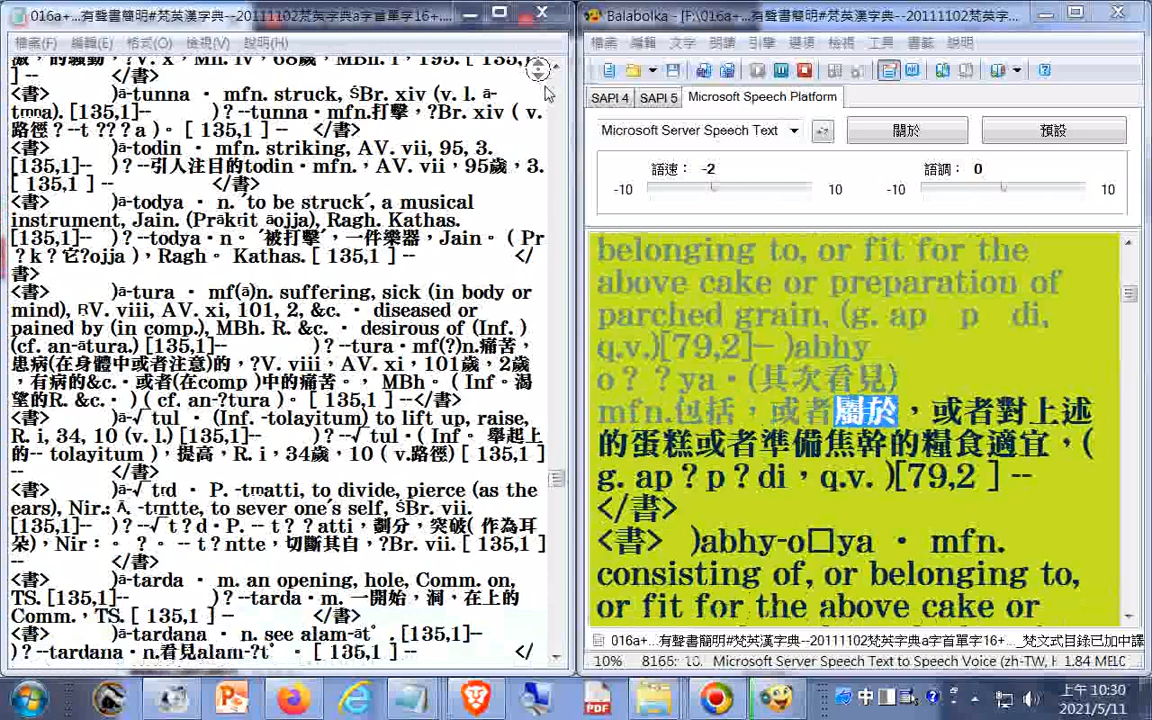 016a+...有聲書簡明#梵英漢字典--20111102梵英字典a字首單字16+...
檔案(F) 編輯(E) 格式(O) 檢視(V) 說明(H)
] -- </書>
<書> )ā-tunna · mfn. struck, ŚBr. xiv (v. l. ā-
tṃṇa). [135,1]-- )? --tunna·mfn.打擊，?Br. xiv ( v.
路徑？--t ???a )。[ 135,1 ] -- </書>
<書> )ā-todin · mfn. striking, AV. vii, 95, 3.
[135,1]-- )? --引人注目的todin·mfn.，AV. vii，95歲，3.
[ 135,1 ] -- </書>
<書> )ā-todya · n. 'to be struck', a musical
instrument, Jain. (Prākrit āojja), Ragh. Kathas.
[135,1]-- )? --todya·n。'被打擊'，一件樂器，Jain。( Pr
?k?它?ojja )，Ragh。Kathas. [ 135,1 ] -- </
書>
<書> )ā-tura · mf(ā)n. suffering, sick (in body or
mind), ṚV. viii, AV. xi, 101, 2, &c. · diseased or
pained by (in comp.), MBh. R. &c. · desirous of (Inf. )
(cf. an-ātura.) [135,1]-- )? --tura·mf(?)n.痛苦，
患病(在身體中或者注意)的，?V. viii，AV. xi，101歲，2歲
，有病的&c.·或者(在comp )中的痛苦。，MBh。( Inf。渴
望的R. &c.·( cf. an-?tura ).[ 135,1 ] --</書>
<書> )ā-√tul · (Inf. -tolayitum) to lift up, raise,
R. i, 34, 10 (v. l.) [135,1]-- )? --√tul·( Inf。舉起上
的-- tolayitum )，提高，R. i，34歲，10 ( v.路徑) [ 135,1 ]
-- </書>
<書> )ā-√tṛd · P. -tṛṇatti, to divide, pierce (as the
ears), Nir.: Ā. -tṛntte, to sever one's self, ŚBr. vii.
[135,1]-- )? --√t?d·P. -- t??atti，劃分，突破( 作為耳
朵)，Nir：。？。-- t?ntte，切斷其自，?Br. vii. [ 135,1 ]
-- </書>
<書> )ā-tarda · m. an opening, hole, Comm. on,
TS. [135,1]-- )? --tarda·m. 一開始，洞，在上的
Comm.，TS. [ 135,1 ] -- </書>
<書> )ā-tardana · n. see alam-āt° . [135,1]--
)? --tardana·n.看見alam-?t° 。[ 135,1 ] -- </
Balabolka - [F:\016a+...有聲書簡明#梵英漢字典--20111102梵英字...
檔案 編輯 文字 朗讀 引擎 選項 檢視 工具 書籤 說明
SAPI 4 SAPI 5 Microsoft Speech Platform
Microsoft Server Speech Text 關於 預設
語速： -2 語調： 0
-10 10 -10 10
belonging to, or fit for the
above cake or preparation of
parched grain, (g. ap p di,
q.v.)[79,2]- )abhy
o??ya·(其次看見)
mfn.包括，或者屬於，或者對上述
的蛋糕或者準備焦幹的糧食適宜，(
g. ap？p？di，q.v. )[79,2 ] --
</書>
<書> )abhy-o□ya · mfn.
consisting of, or belonging to,
or fit for the above cake or
016a+...有聲書簡明#梵英漢字典--20111102梵英字典a字首單字16+..._梵文式目錄已加中譯
10% 8165: 10. Microsoft Server Speech Text to Speech Voice (zh-TW, H 1.84 MELC
中
上午 10:30
2021/5/11